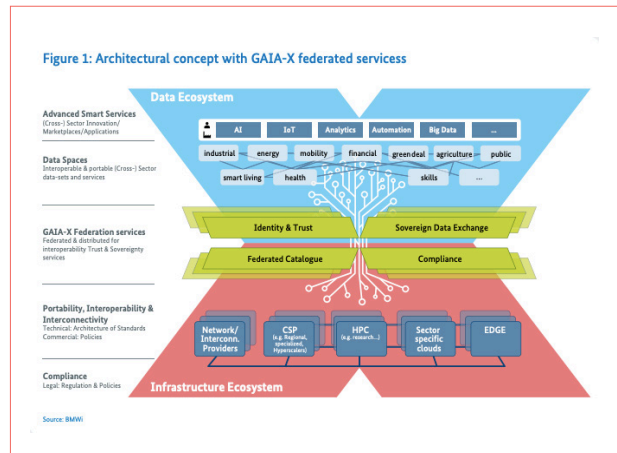 Figure 1: Architectural concept with GAIA-X federated servicess
Data Ecosystem
Advanced Smart Services
(Cross-) Sector Innovation/
Marketplaces/Applications
AI
IoT
Analytics
Automation
Big Data
...
Data Spaces
Interoperable & portable (Cross-) Sector
data-sets and services
industrial
energy
mobility
financial
greendeal
agriculture
public
smart living
health
skills
...
GAIA-X Federation services
Federated & distributed for
interoperability Trust & Sovereignty
services
Identity & Trust
Sovereign Data Exchange
Federated Catalogue
Compliance
Portability, Interoperability &
Interconnectivity
Technical: Architecture of Standards
Commercial: Policies
Network/
Interconn.
Providers
CSP
(e.g. Regional,
specialized,
Hyperscalers)
HPC
(e.g. research...)
Sector
specific
clouds
EDGE
Compliance
Legal: Regulation & Policies
Infrastructure Ecosystem
Source: BMWi